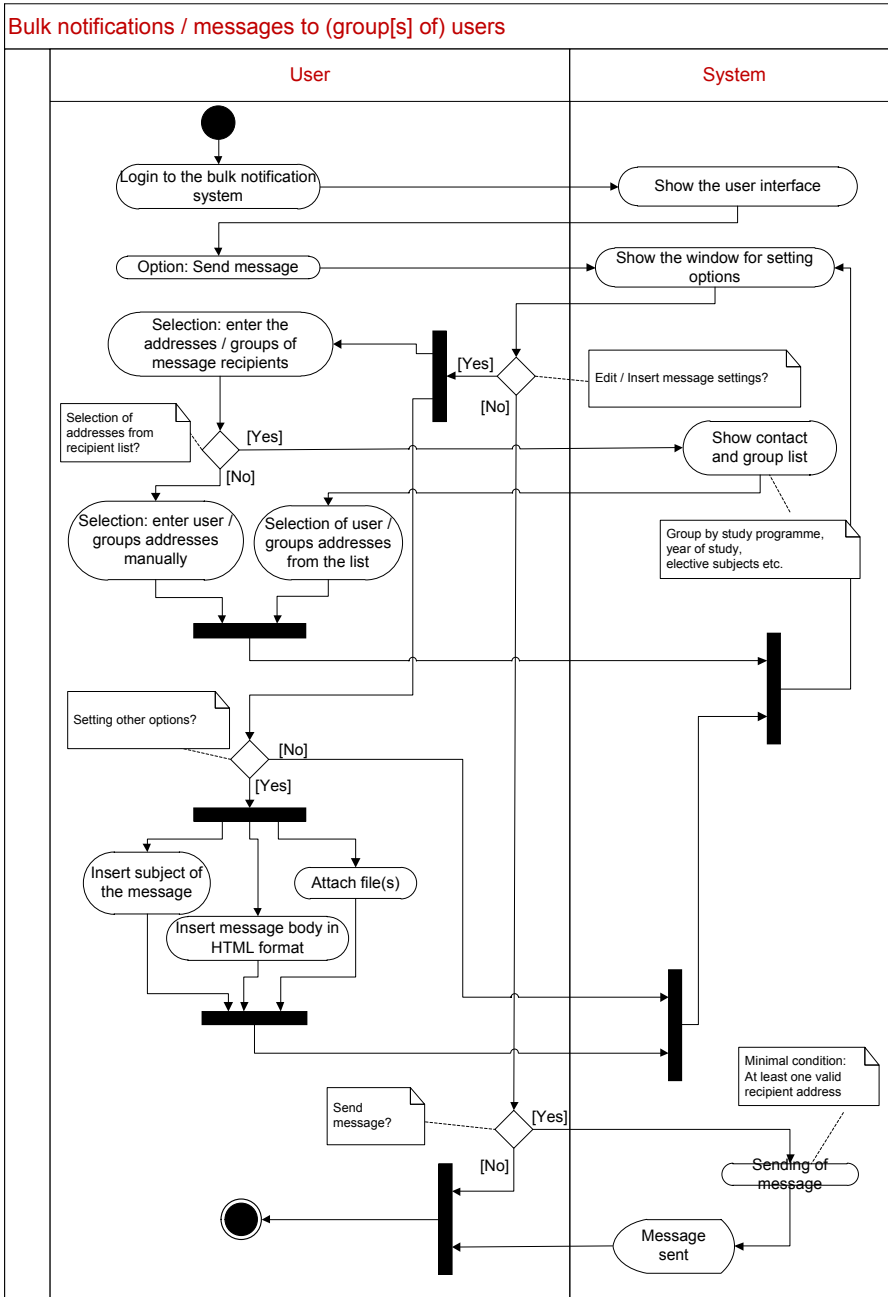 Bulk notifications / messages to (group[s] of) users
User
System
Login to the bulk notification
system
Show the user interface
Option: Send message
Show the window for setting
options
Selection: enter the
addresses / groups of
message recipients
[Yes]
[No]
Edit / Insert message settings?
Selection of
addresses from
recipient list?
[Yes]
[No]
Show contact
and group list
Selection: enter user /
groups addresses
manually
Selection of user /
groups addresses
from the list
Group by study programme,
year of study,
elective subjects etc.
Setting other options?
[No]
[Yes]
Insert subject of
the message
Attach file(s)
Insert message body in
HTML format
Minimal condition:
At least one valid
recipient address
Send
message?
[Yes]
[No]
Sending of
message
Message
sent